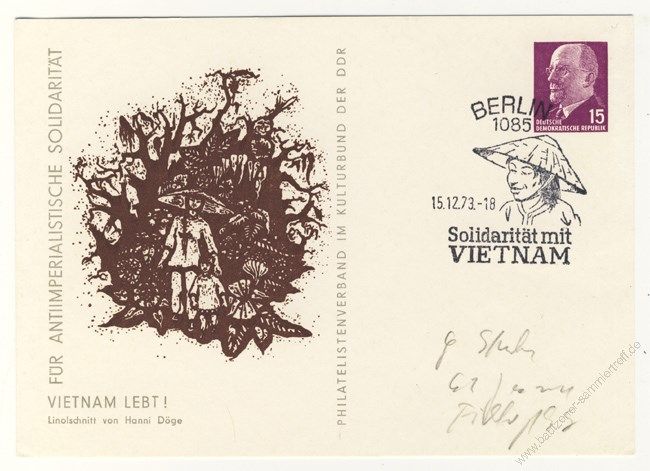 FÜR ANTIIMPERIALISTISCHE SOLIDARITÄT
VIETNAM LEBT!
Linolschnitt von Hanni Döge
PHILATELISTENVERBAND IM KULTURBUND DER DDR
15
DEUTSCHE
DEMOKRATISCHE REPUBLIK
BERLIN
1085
15.12.73.-18
Solidarität mit
VIETNAM
www.bautzener-sammlertreff.de